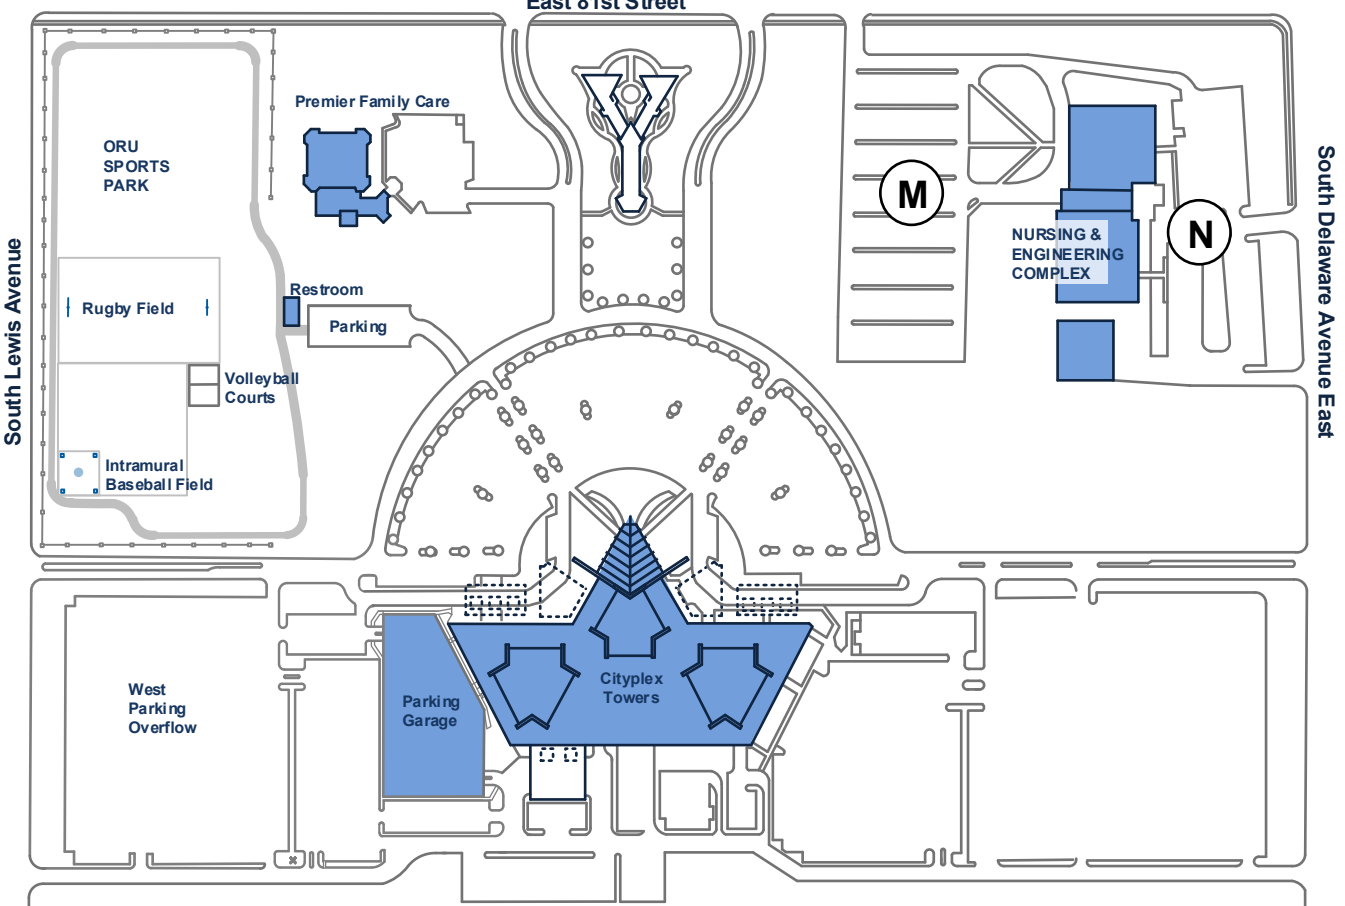 East 81st Street
Premier Family Care
ORU
SPORTS
PARK
M
N
NURSING &
ENGINEERING
COMPLEX
South Lewis Avenue
South Delaware Avenue East
Restroom
Rugby Field
Parking
Volleyball
Courts
Intramural
Baseball Field
Cityplex
Towers
West
Parking
Overflow
Parking
Garage